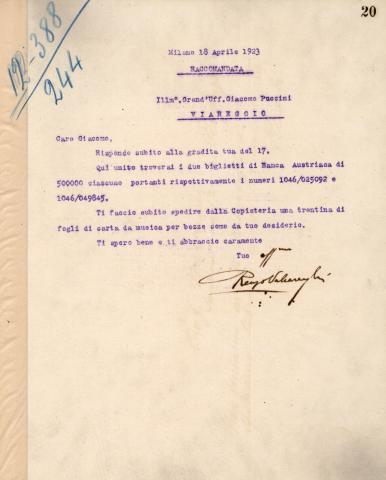 20
12-388
244
Milano 18 Aprile 1923
RACCOMANDATA
Illm°.Grand'Uff.Giacomo Puccini
VIAREGGIO
Caro Giacomo,
Rispondo subito alla gradita tua del 17.
Qui unito troverai i due biglietti di Banca Austriaca di
500000 ciascuno portanti rispettivamente i numeri 1046/025092 e
1046/049845.
Ti faccio subito spedire dalla Copisteria una trentina di
fogli di carta da musica per bozze come da tuo desiderio.
Ti spero bene e ti abbraccio caramente
Tuo
Renzo Valcarenghi